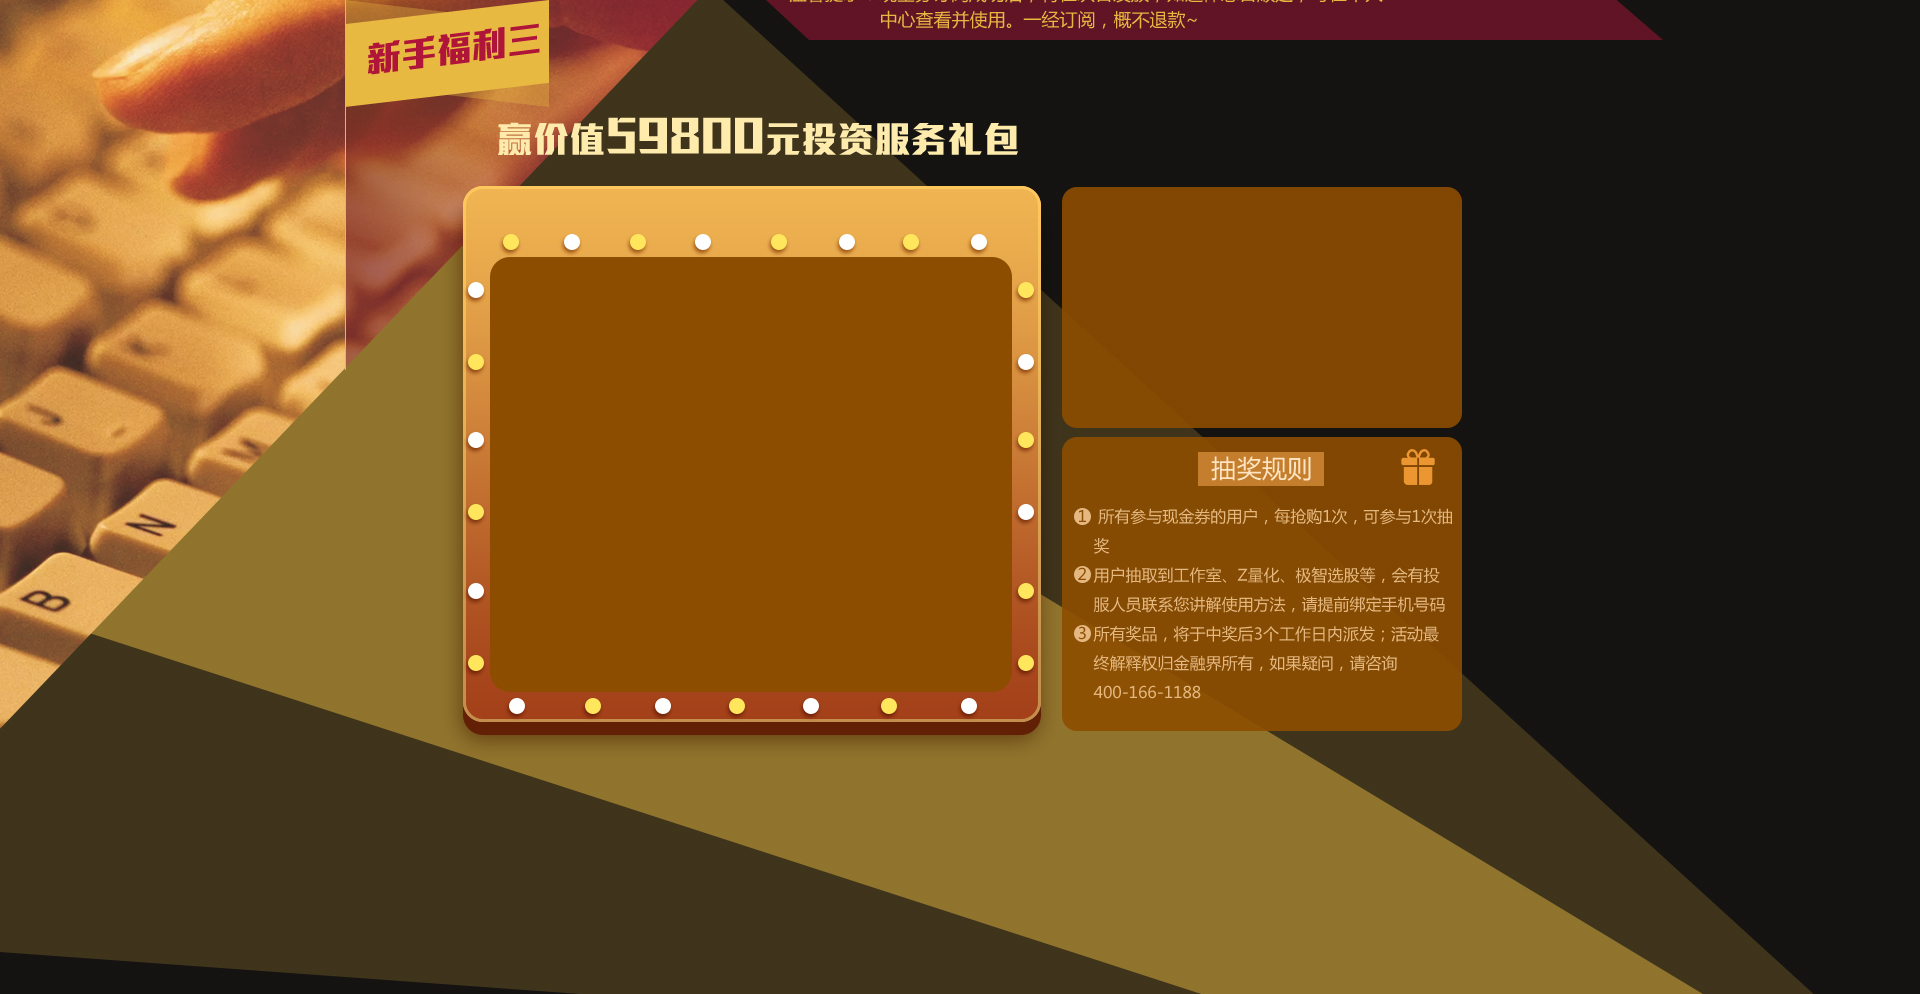 中心查看并使用。一经订阅，概不退款~
新手福利三
赢价值59800元投资服务礼包
抽奖规则
❶ 所有参与现金券的用户，每抢购1次，可参与1次抽
奖
❷ 用户抽取到工作室、Z量化、极智选股等，会有投
服人员联系您讲解使用方法，请提前绑定手机号码
❸ 所有奖品，将于中奖后3个工作日内派发；活动最
终解释权归金融界所有，如果疑问，请咨询
400-166-1188
J
N
B
M
K